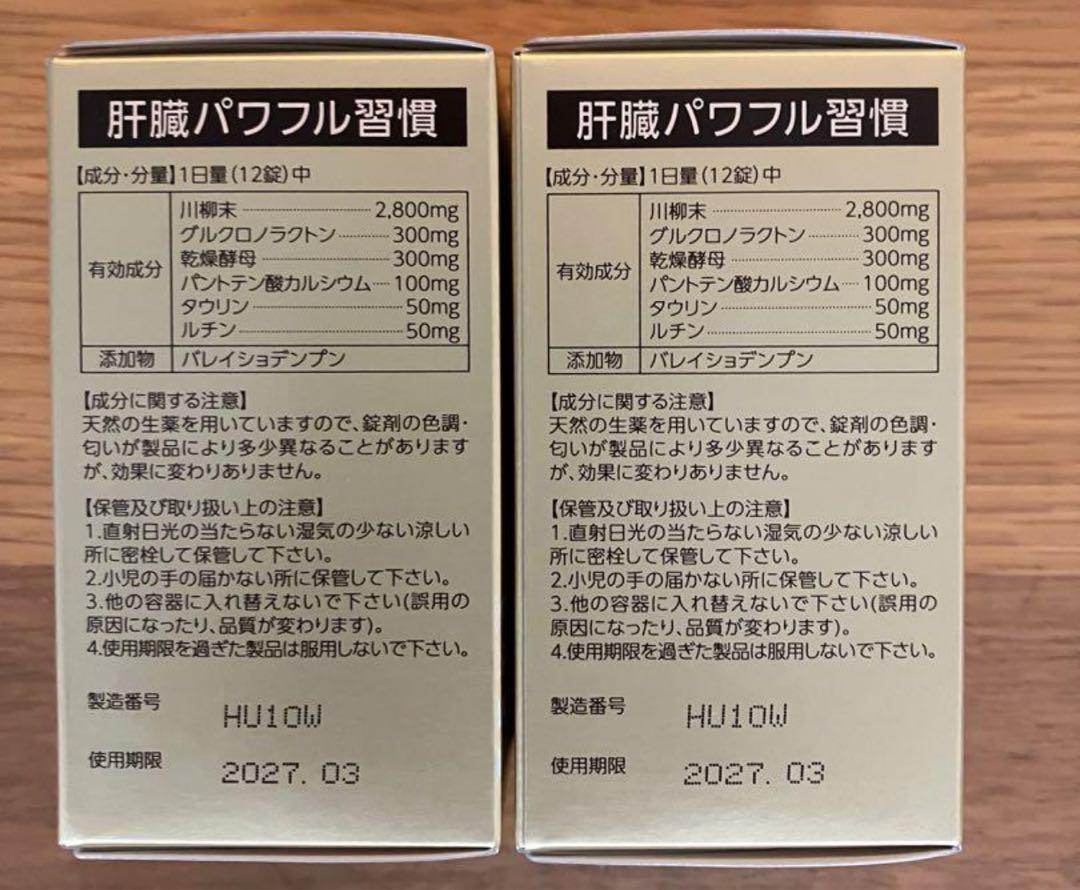 肝臓パワフル習慣
【成分・分量】1日量(12錠)中
有効成分
川柳末 2,800mg
グルクロノラクトン 300mg
乾燥酵母 300mg
パントテン酸カルシウム 100mg
タウリン 50mg
ルチン 50mg
添加物 バレイショデンプン
【成分に関する注意】
天然の生薬を用いていますので、錠剤の色調・
匂いが製品により多少異なることがあります
が、効果に変わりありません。
【保管及び取り扱い上の注意】
1.直射日光の当たらない湿気の少ない涼しい
所に密栓して保管して下さい。
2.小児の手の届かない所に保管して下さい。
3.他の容器に入れ替えないで下さい(誤用の
原因になったり、品質が変わります)。
4.使用期限を過ぎた製品は服用しないで下さい。
製造番号 HU10W
使用期限 2027.03
肝臓パワフル習慣
【成分・分量】1日量(12錠)中
有効成分
川柳末 2,800mg
グルクロノラクトン 300mg
乾燥酵母 300mg
パントテン酸カルシウム 100mg
タウリン 50mg
ルチン 50mg
添加物 バレイショデンプン
【成分に関する注意】
天然の生薬を用いていますので、錠剤の色調・
匂いが製品により多少異なることがあります
が、効果に変わりありません。
【保管及び取り扱い上の注意】
1.直射日光の当たらない湿気の少ない涼しい
所に密栓して保管して下さい。
2.小児の手の届かない所に保管して下さい。
3.他の容器に入れ替えないで下さい(誤用の
原因になったり、品質が変わります)。
4.使用期限を過ぎた製品は服用しないで下さい。
製造番号 HU10W
使用期限 2027.03